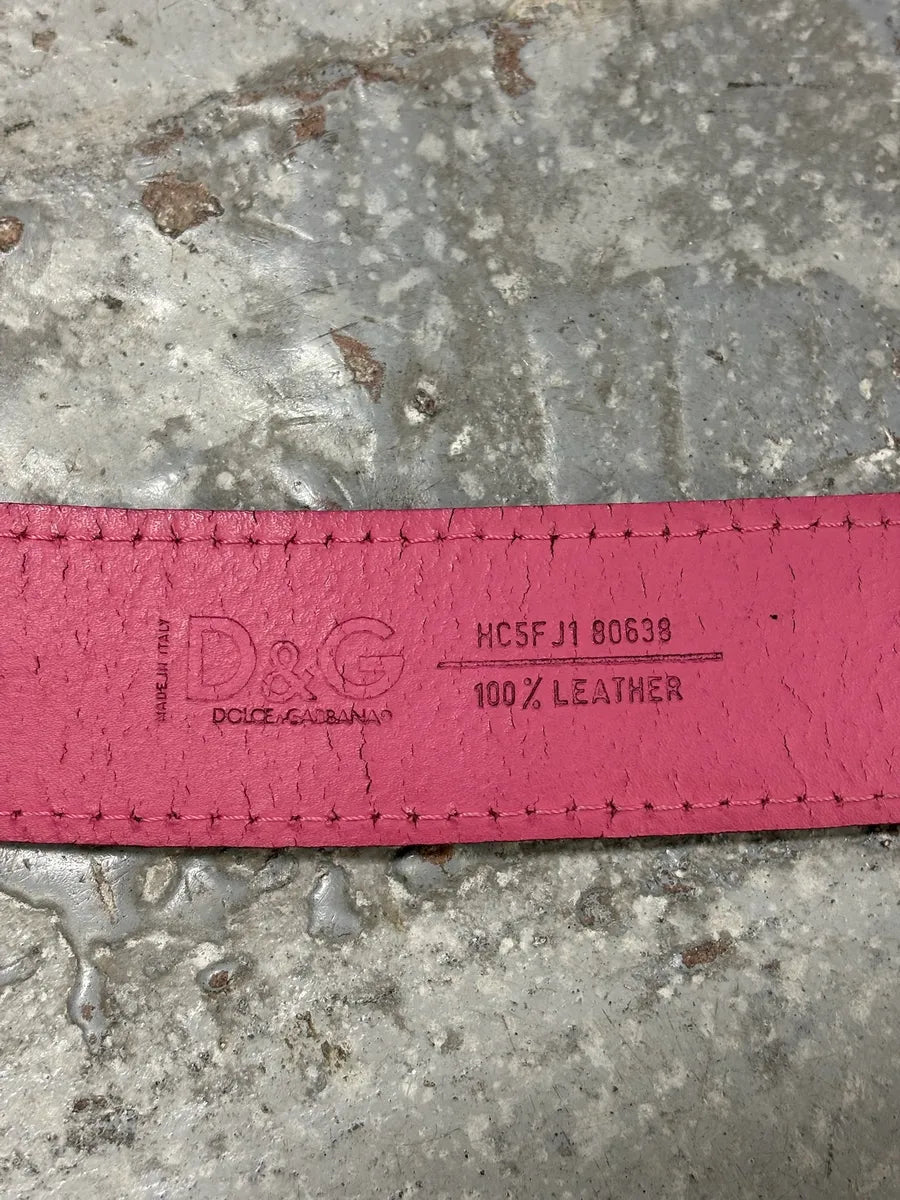 MADE IN ITALY
D&G
DOLCE & GABBANA®
HC5FJ1 80638
100% LEATHER